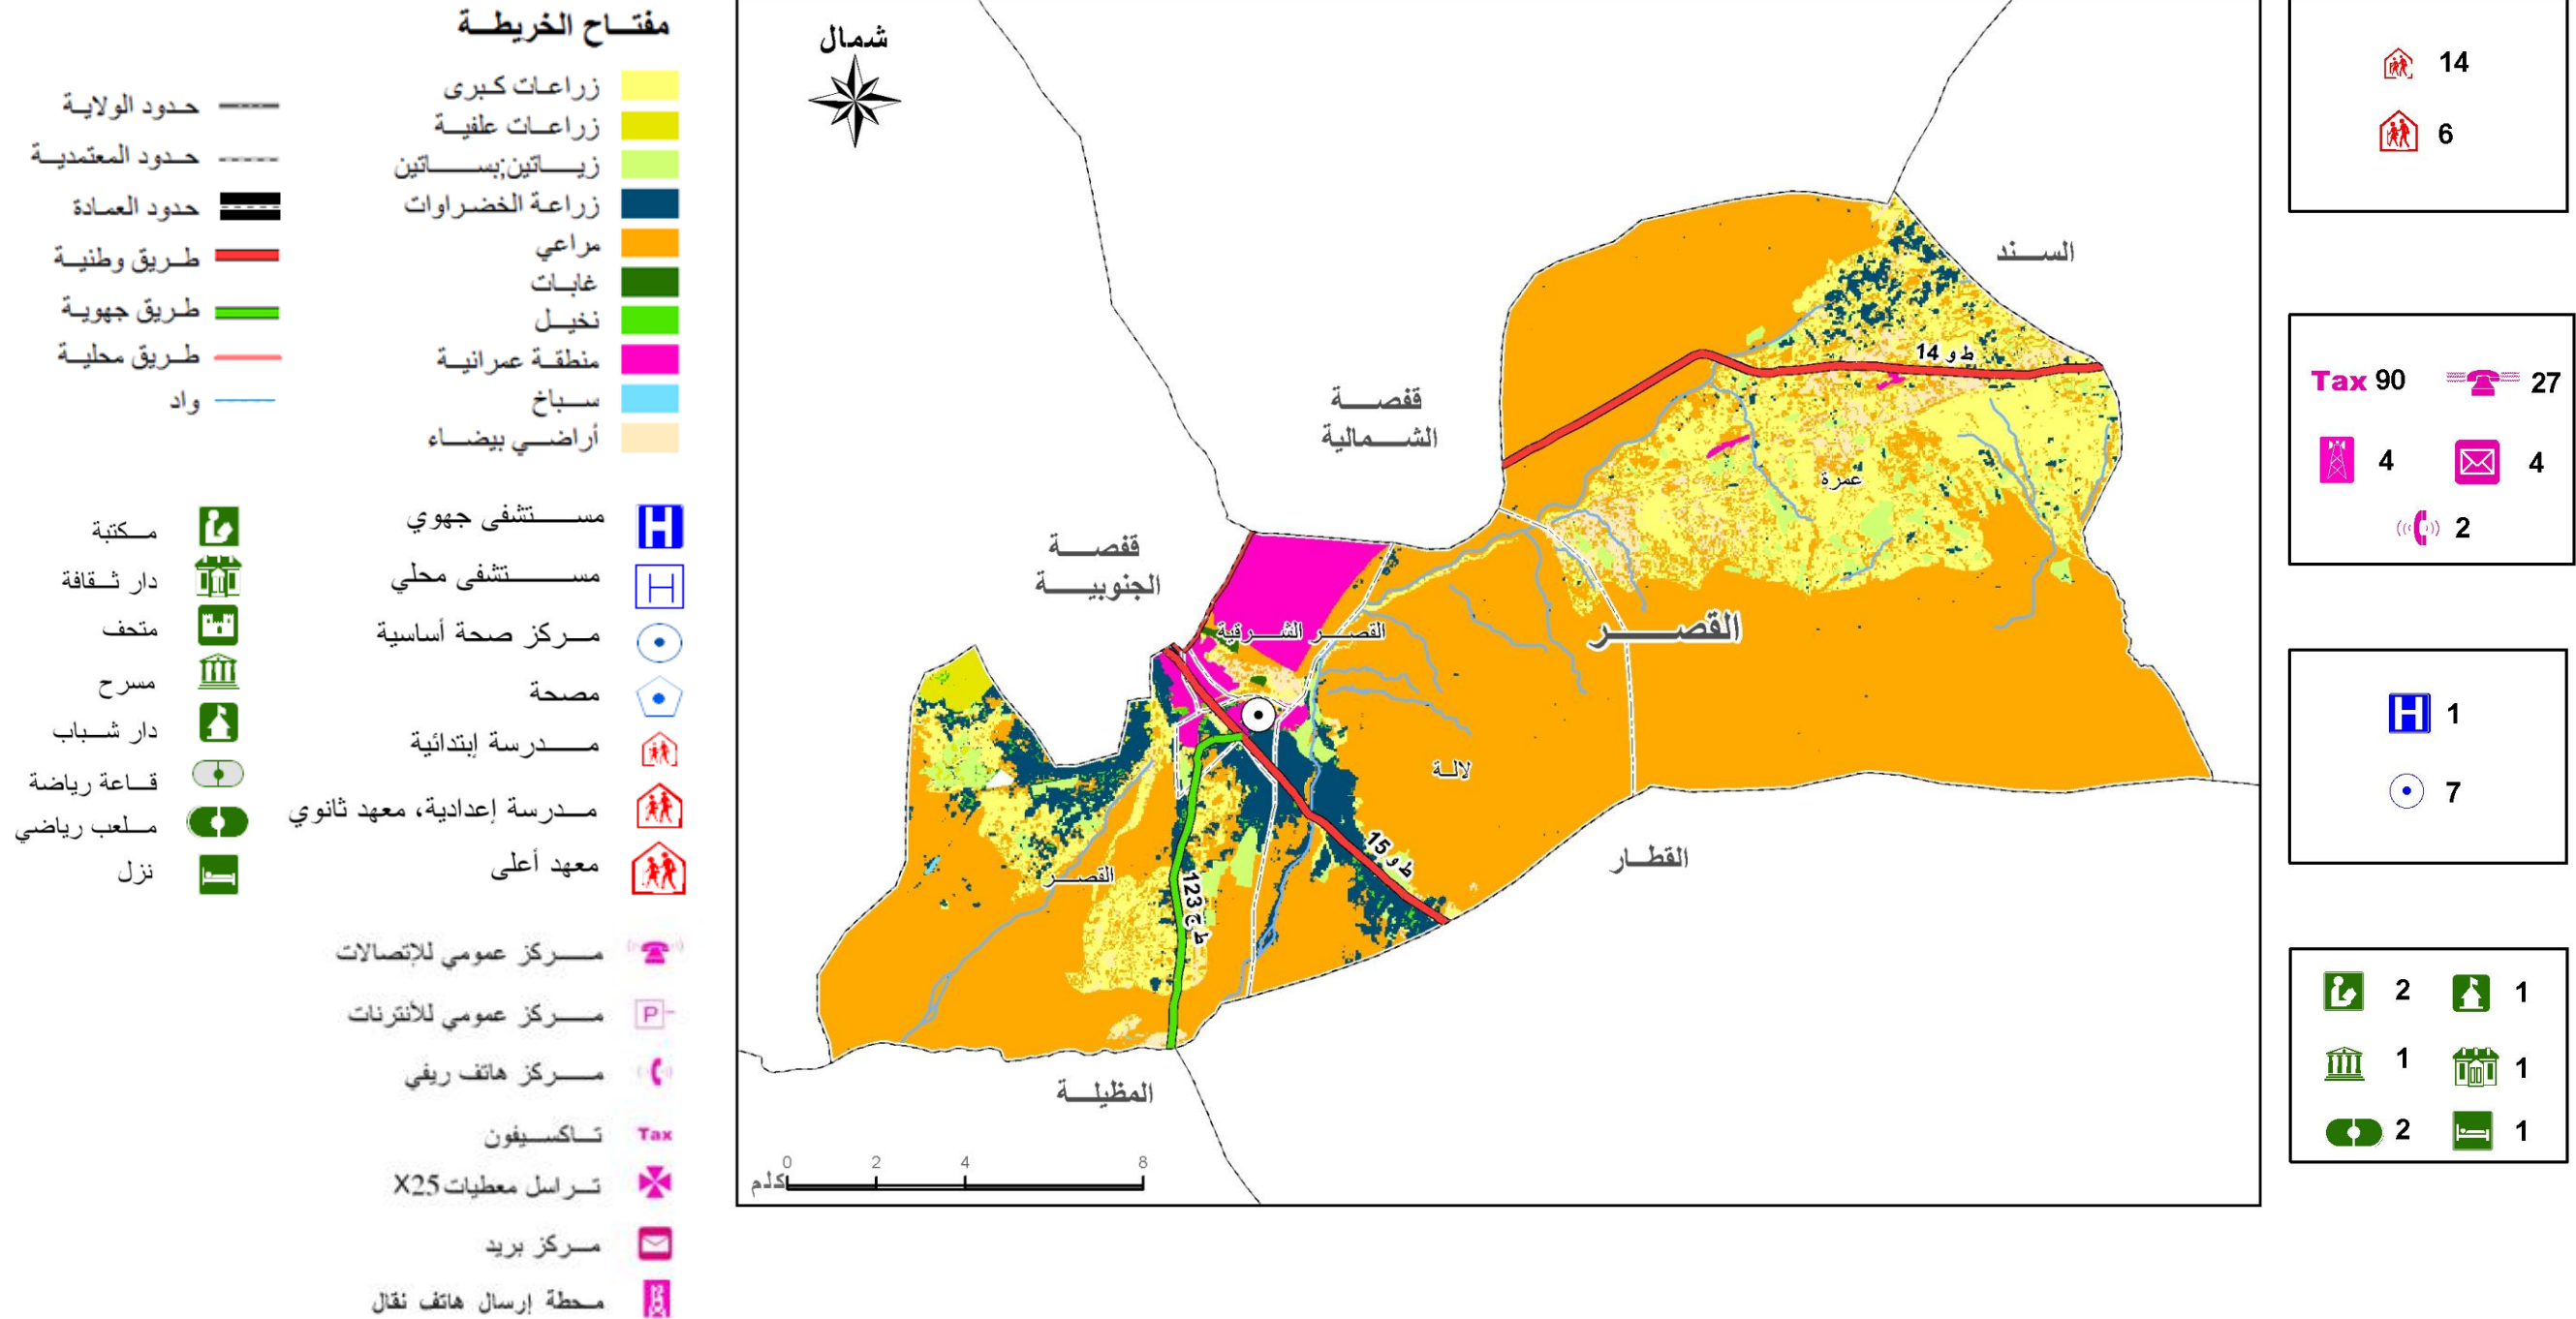 مفتاح الخريطة
زراعات كبرى
زراعات علفية
زياتين;بساتين
زراعة الخضراوات
مراعي
غابات
نخيل
منطقة عمرانية
سباخ
أراضي بيضاء
حدود الولاية
حدود المعتمدية
حدود العمادة
طريق وطنية
طريق جهوية
طريق محلية
واد
مستشفى جهوي
مستشفى محلي
مركز صحة أساسية
مصحة
مدرسة إبتدائية
مدرسة إعدادية، معهد ثانوي
معهد أعلى
مكتبة
دار ثقافة
متحف
مسرح
دار شباب
قاعة رياضة
ملعب رياضي
نزل
مركز عمومي للإتصالات
مركز عمومي للأنترنات
P
مركز هاتف ريفي
تاكسيفون
Tax
تراسل معطيات X25
مركز بريد
محطة إرسال هاتف نقال
شمال
السند
ط و 14
قفصة
الشمالية
عمرة
قفصة
الجنوبية
القصر الشرقية
القصر
لالة
القطار
ط و 15
القصر
ط ج 123
المظيلة
0 2 4 8
كلم
14
6
Tax 90
27
4
4
2
H 1
7
2
1
1
1
2
1